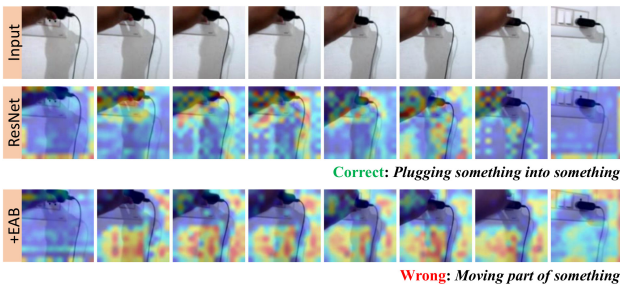 Input
ResNet
Correct: Plugging something into something
+EAB
Wrong: Moving part of something